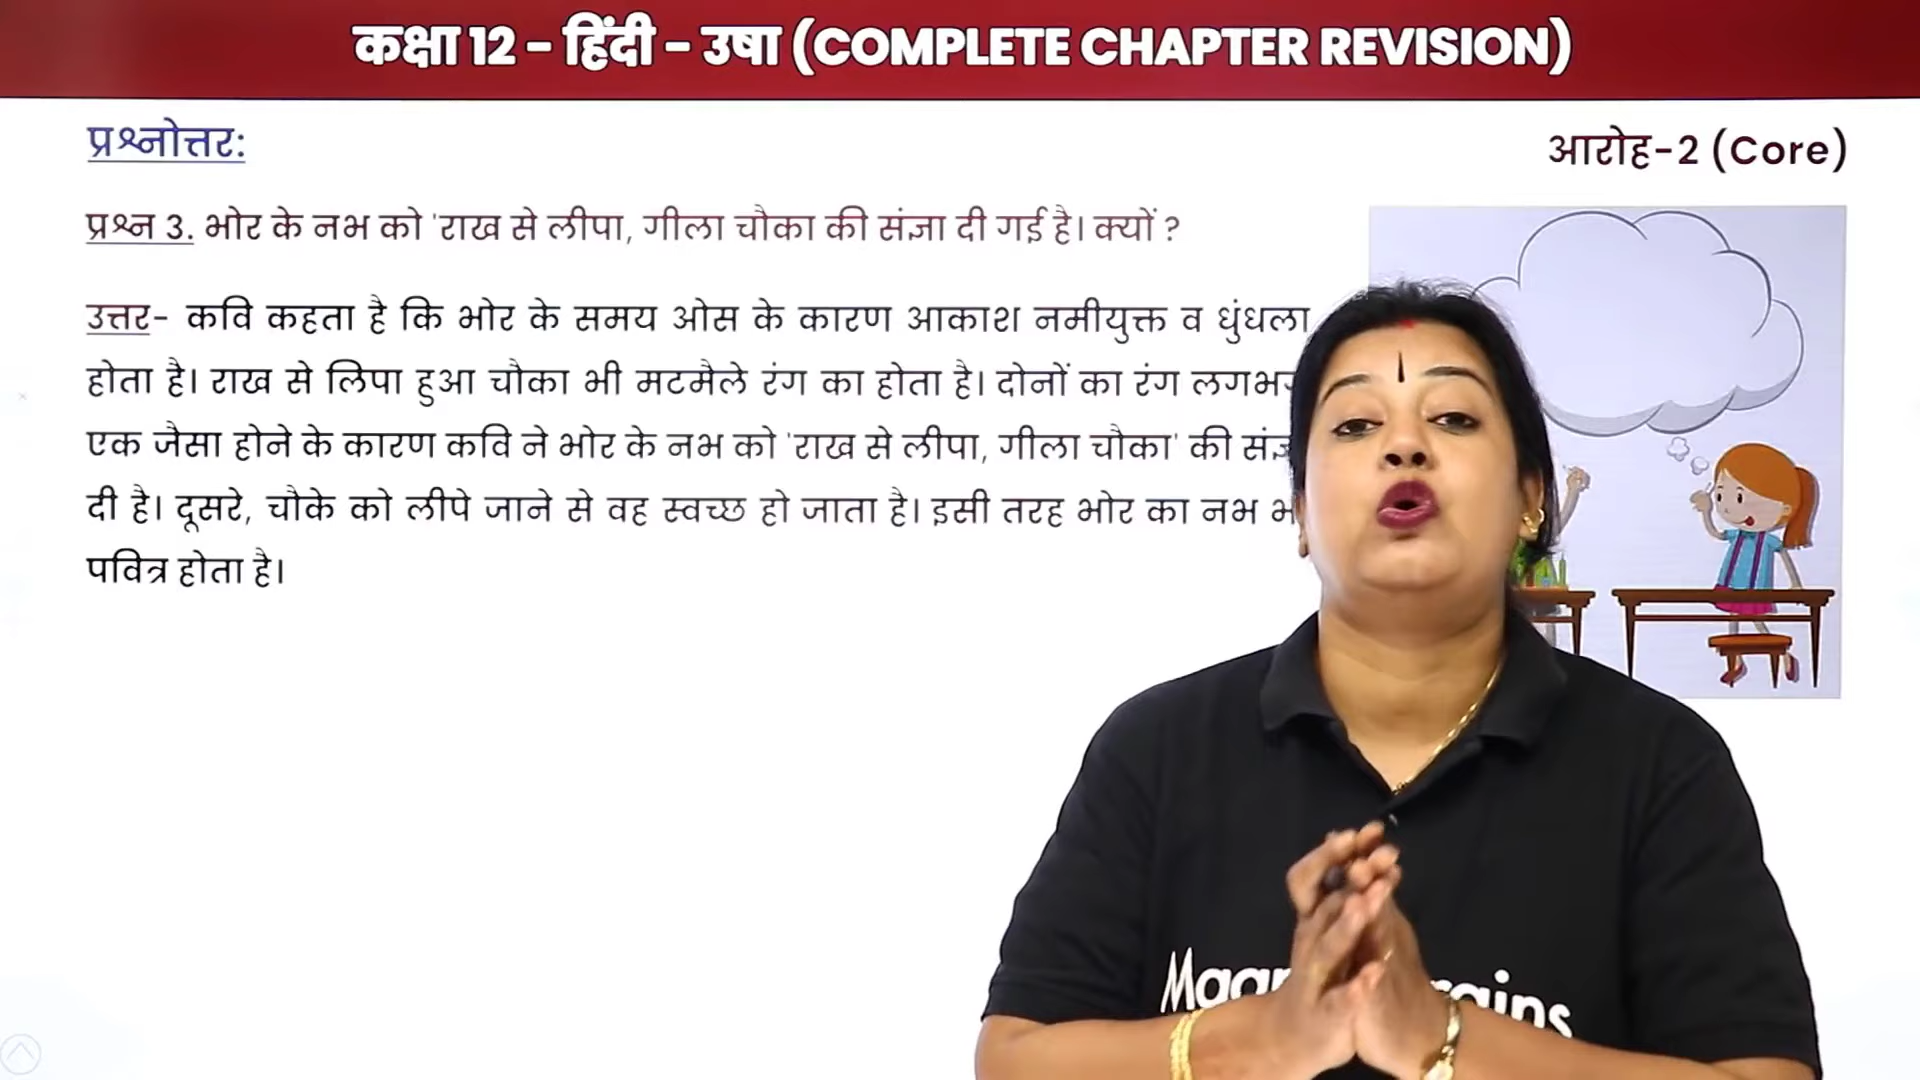 कक्षा 12 - हिंदी - उषा (COMPLETE CHAPTER REVISION)
प्रश्नोत्तर:
आरोह-2 (Core)
प्रश्न 3. भोर के नभ को 'राख से लीपा, गीला चौका की संज्ञा दी गई है। क्यों ?
उत्तर- कवि कहता है कि भोर के समय ओस के कारण आकाश नमीयुक्त व धुंधला
होता है। राख से लिपा हुआ चौका भी मटमैले रंग का होता है। दोनों का रंग
एक जैसा होने के कारण कवि ने भोर के नभ को 'राख से लीपा, गीला चौका' की
दी है। दूसरे, चौके को लीपे जाने से वह स्वच्छ हो जाता है। इसी तरह भोर का नभ
पवित्र होता है।